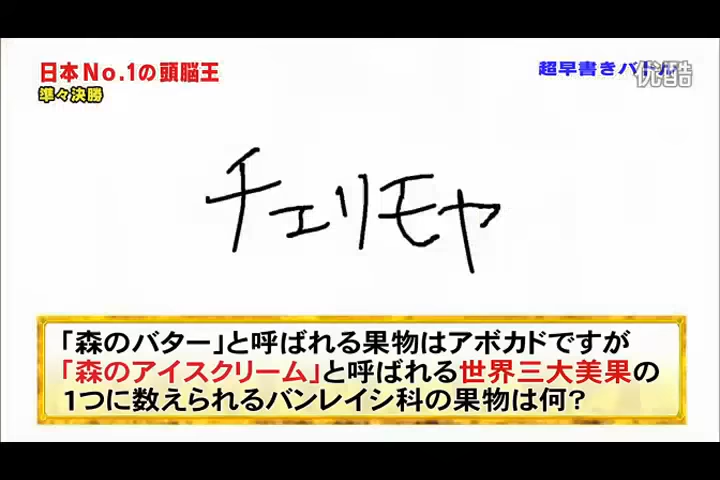 日本No.1の頭脳王
準々決勝
超早書きバトル
优酷
チェリモヤ
「森のバター」と呼ばれる果物はアボカドですが
「森のアイスクリーム」と呼ばれる世界三大美果の
1つに数えられるバンレイシ科の果物は何?